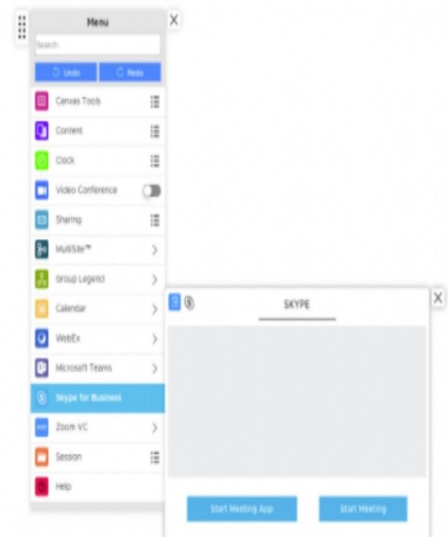 Menu
X
Search
Undo
Redo
Canvas Tools
Content
Clock
Video Conference
Sharing
MultiSite™
Group Legend
Calendar
WebEx
Microsoft Teams
Skype for Business
Zoom VC
Session
Help
X
SKYPE
Start Meeting App
Start Meeting